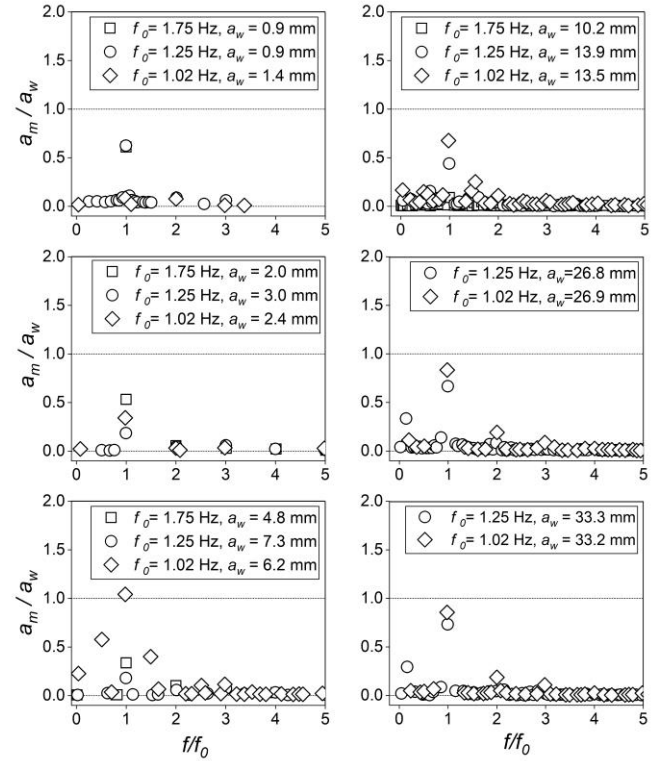 f0= 1.75 Hz, aw = 0.9 mm
f0= 1.25 Hz, aw = 0.9 mm
f0= 1.02 Hz, aw = 1.4 mm
am / aw
2.0
1.5
1.0
0.5
0.0
0 1 2 3 4 5
f0= 1.75 Hz, aw = 10.2 mm
f0= 1.25 Hz, aw = 13.9 mm
f0= 1.02 Hz, aw = 13.5 mm
2.0
1.5
1.0
0.5
0.0
0 1 2 3 4 5
f0= 1.75 Hz, aw = 2.0 mm
f0= 1.25 Hz, aw = 3.0 mm
f0= 1.02 Hz, aw = 2.4 mm
am / aw
2.0
1.5
1.0
0.5
0.0
0 1 2 3 4 5
f0= 1.25 Hz, aw =26.8 mm
f0= 1.02 Hz, aw =26.9 mm
2.0
1.5
1.0
0.5
0.0
0 1 2 3 4 5
f0= 1.75 Hz, aw = 4.8 mm
f0= 1.25 Hz, aw = 7.3 mm
f0= 1.02 Hz, aw = 6.2 mm
am / aw
2.0
1.5
1.0
0.5
0.0
0 1 2 3 4 5
f/f0
f0= 1.25 Hz, aw = 33.3 mm
f0= 1.02 Hz, aw = 33.2 mm
2.0
1.5
1.0
0.5
0.0
0 1 2 3 4 5
f/f0